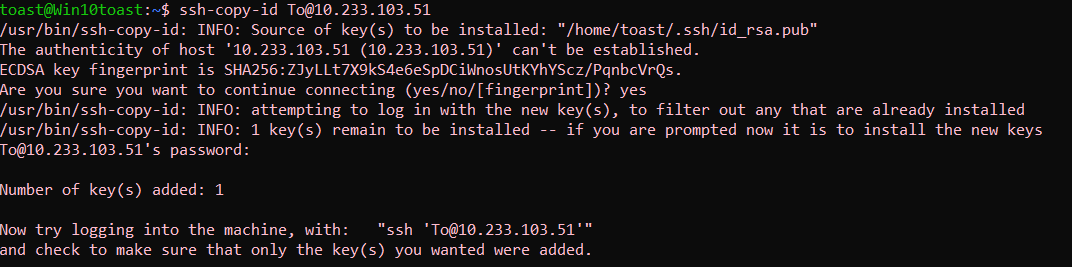 toast@Win10toast:~$ ssh-copy-id To@10.233.103.51
/usr/bin/ssh-copy-id: INFO: Source of key(s) to be installed: "/home/toast/.ssh/id_rsa.pub"
The authenticity of host '10.233.103.51 (10.233.103.51)' can't be established.
ECDSA key fingerprint is SHA256:ZJyLLt7X9kS4e6eSpDCiWnosUtKYhYScz/PqnbcVrQs.
Are you sure you want to continue connecting (yes/no/[fingerprint])? yes
/usr/bin/ssh-copy-id: INFO: attempting to log in with the new key(s), to filter out any that are already installed
/usr/bin/ssh-copy-id: INFO: 1 key(s) remain to be installed -- if you are prompted now it is to install the new keys
To@10.233.103.51's password:
Number of key(s) added: 1
Now try logging into the machine, with:   "ssh 'To@10.233.103.51'"
and check to make sure that only the key(s) you wanted were added.